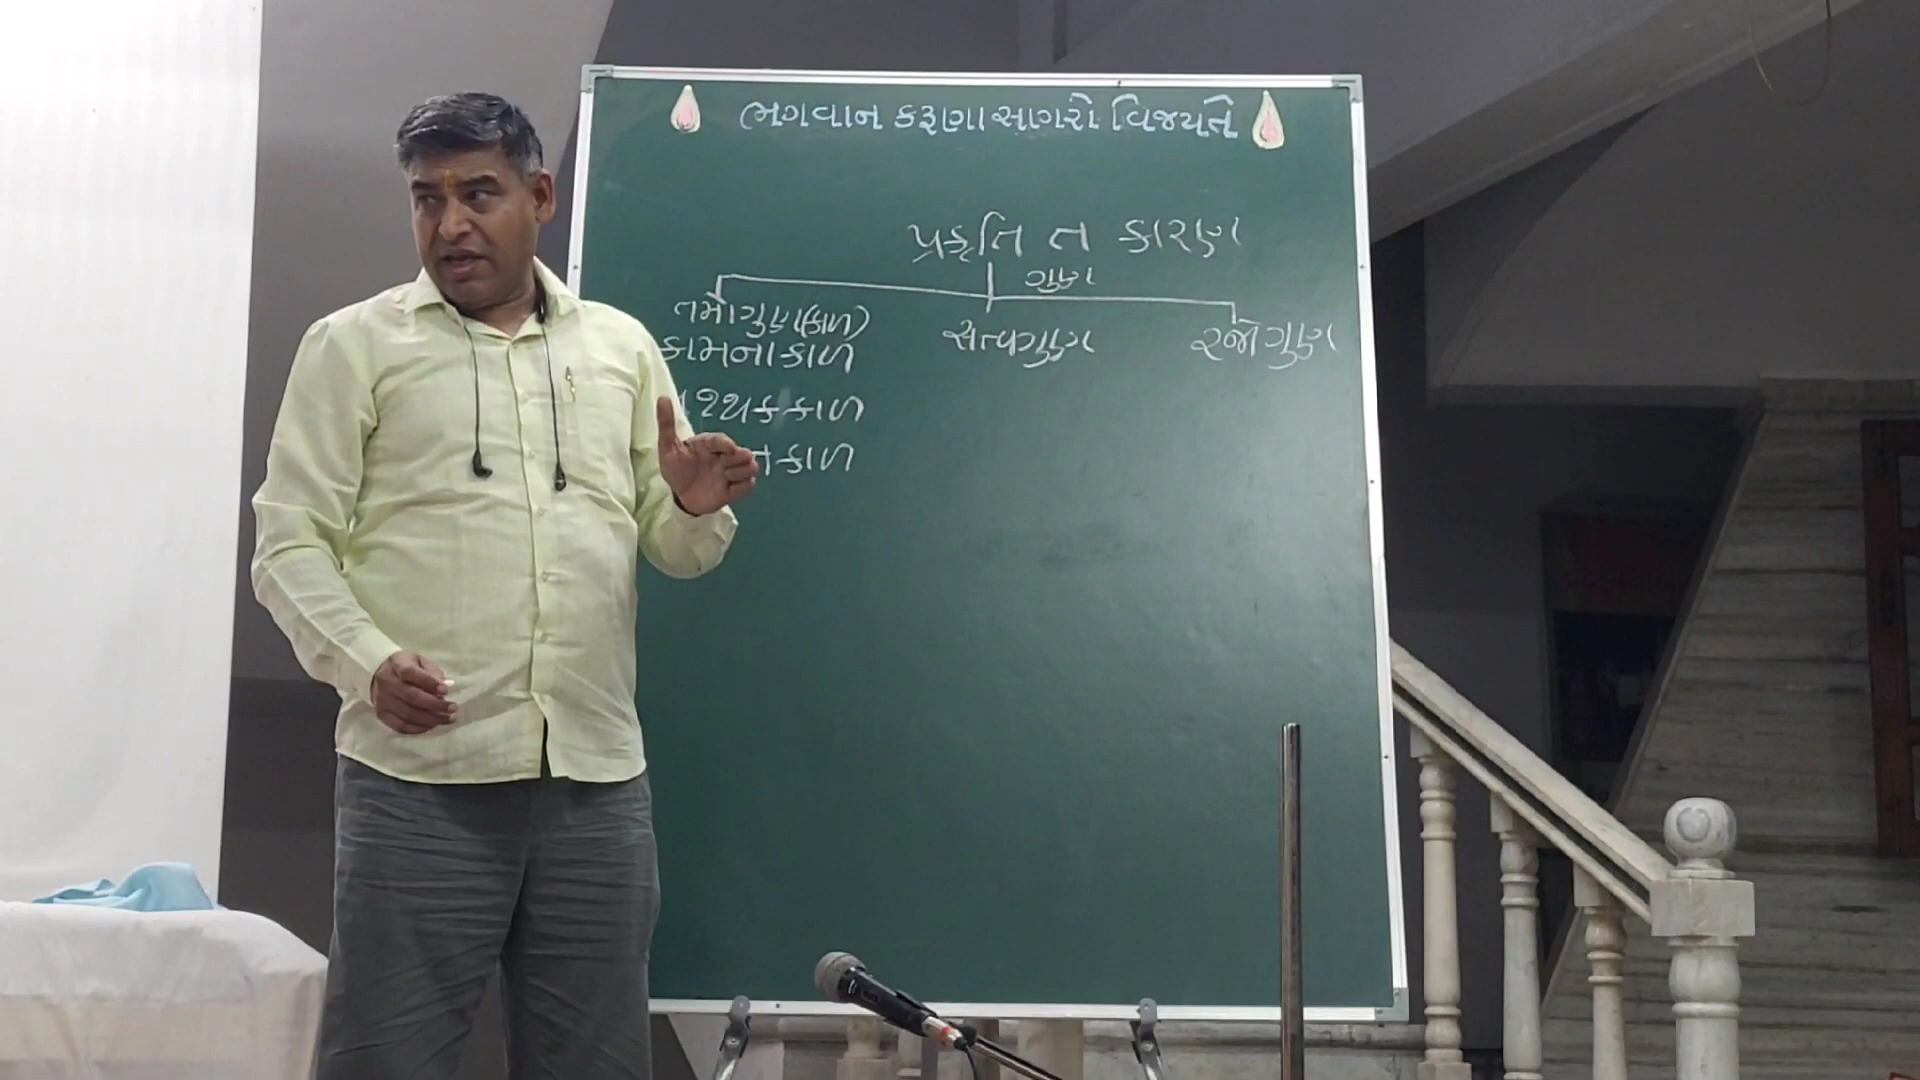 ભગવાન કરૂણાસાગરો વિજયતે
પ્રકૃતિ ત કારણ
ગુણ
તમોગુણ(કાળ) સત્વગુણ રજોગુણ
કામનાકાળ
કાળ